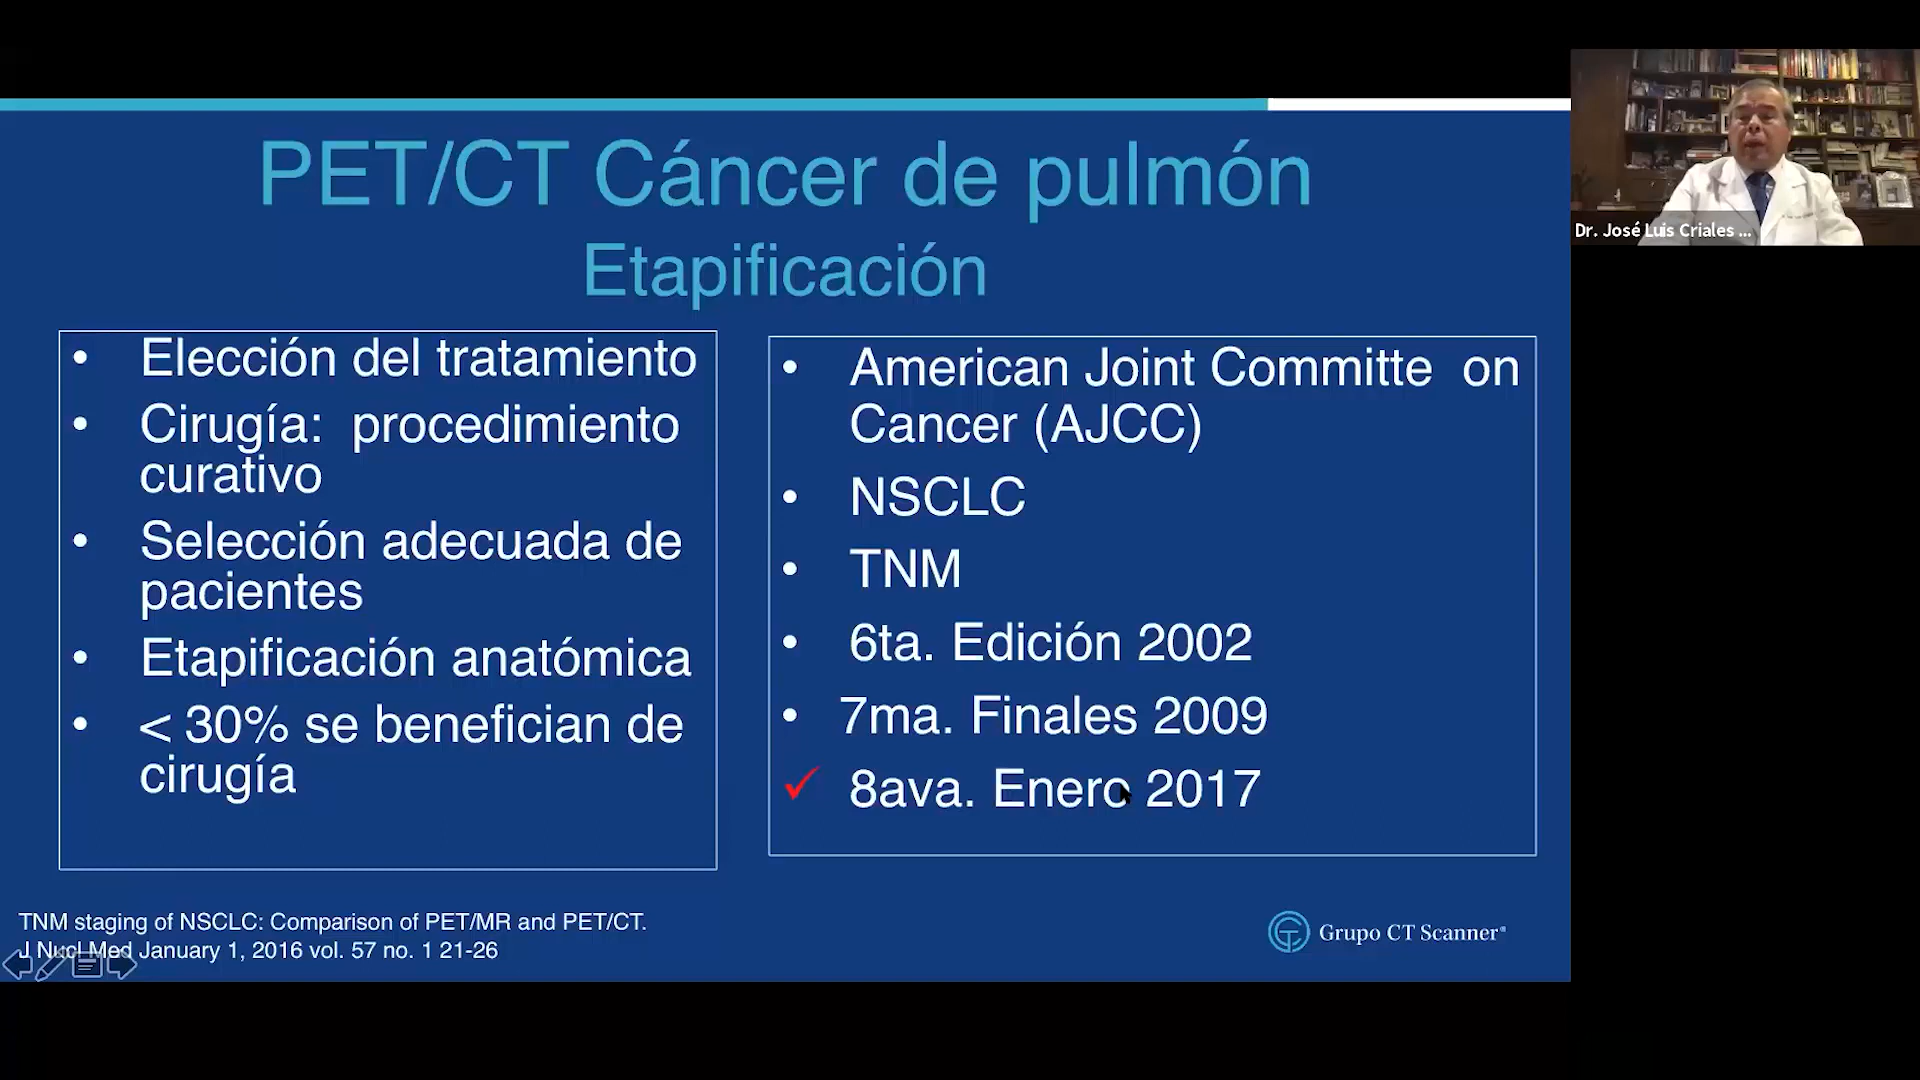 PET/CT Cáncer de pulmón
Etapificación
• Elección del tratamiento
• Cirugía: procedimiento
curativo
• Selección adecuada de
pacientes
• Etapificación anatómica
• < 30% se benefician de
cirugía
• American Joint Committe on
Cancer (AJCC)
• NSCLC
• TNM
• 6ta. Edición 2002
• 7ma. Finales 2009
✓ 8ava. Enero 2017
TNM staging of NSCLC: Comparison of PET/MR and PET/CT.
J Nucl Med January 1, 2016 vol. 57 no. 1 21-26
Grupo CT Scanner®
Dr. José Luis Criales ...